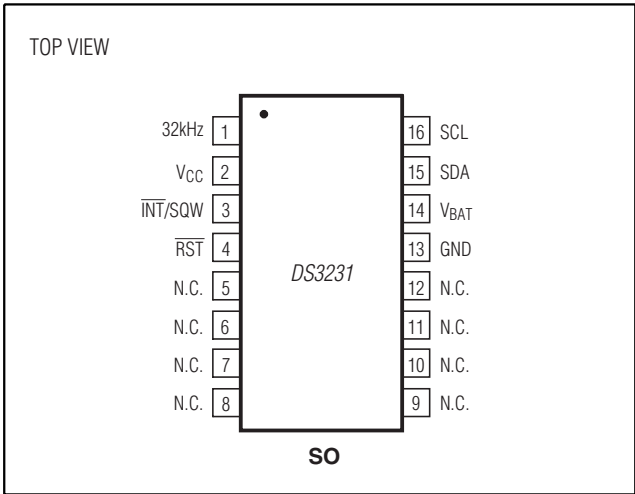 TOP VIEW
32kHz 1 16 SCL
VCC 2 15 SDA
INT/SQW 3 14 VBAT
RST 4 13 GND
DS3231
N.C. 5 12 N.C.
N.C. 6 11 N.C.
N.C. 7 10 N.C.
N.C. 8 9 N.C.
SO